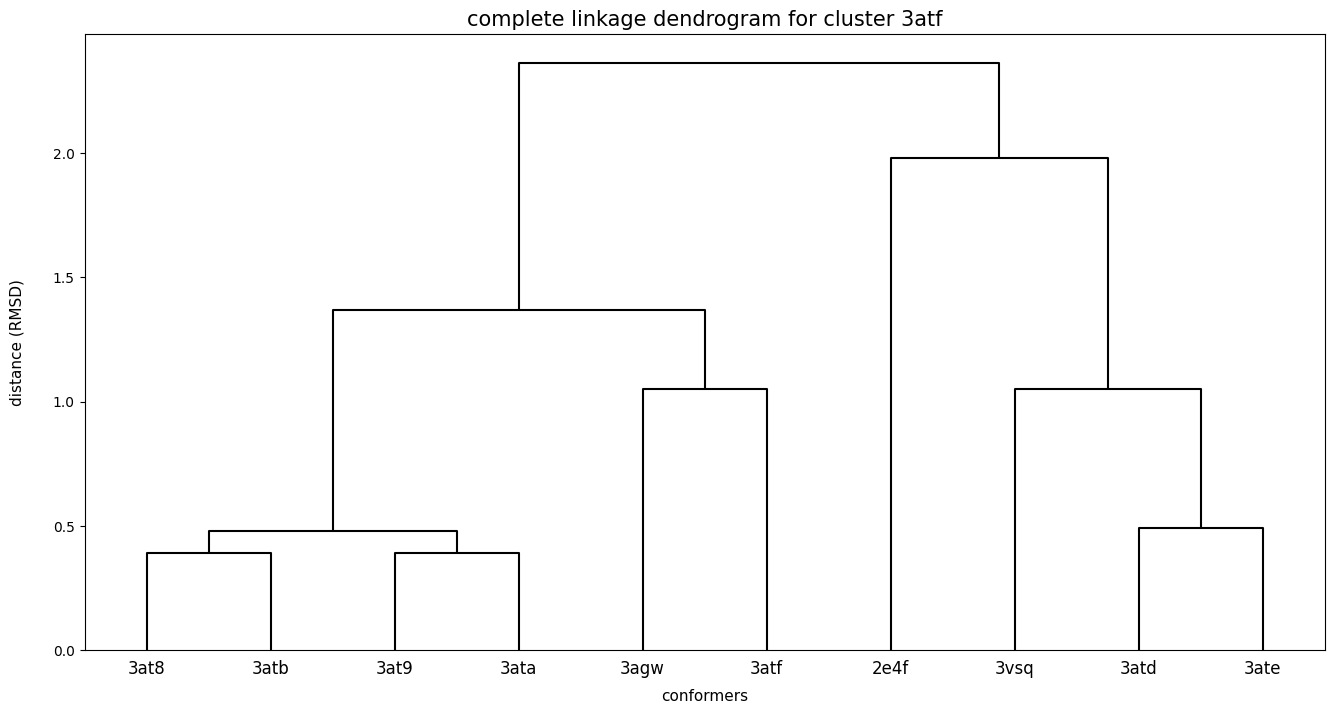 complete linkage dendrogram for cluster 3atf
2.0
1.5
1.0
0.5
0.0
distance (RMSD)
3at8 3atb 3at9 3ata 3agw 3atf 2e4f 3vsq 3atd 3ate
conformers